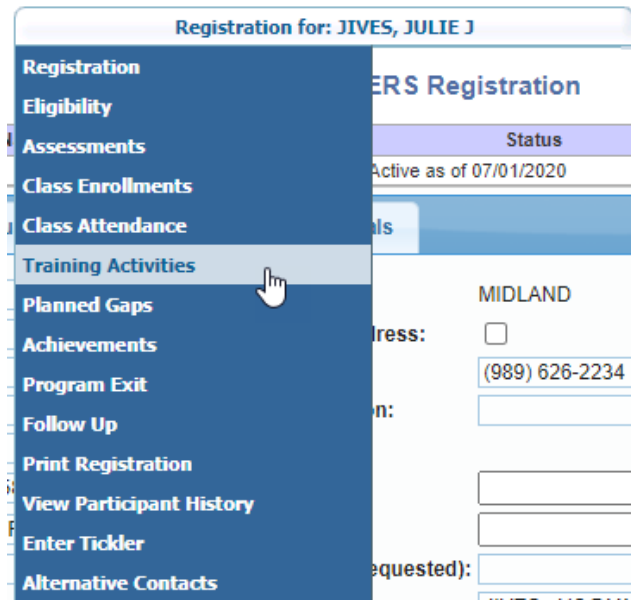 Registration for: JIVES, JULIE J
Registration
ERS Registration
Eligibility
Status
Assessments
Active as of 07/01/2020
Class Enrollments
Class Attendance
als
Training Activities
MIDLAND
Planned Gaps
dress:
Achievements
(989) 626-2234
Program Exit
on:
Follow Up
Print Registration
View Participant History
Enter Tickler
equested):
Alternative Contacts